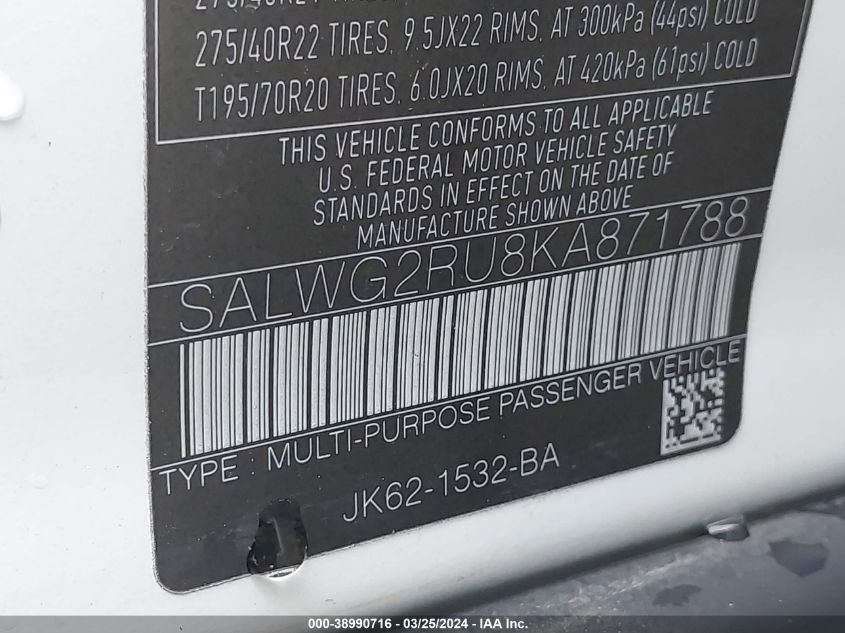 275/40R22 TIRES, 9.5JX22 RIMS, AT 300kPa (44psi) COLD
T195/70R20 TIRES, 6.0JX20 RIMS, AT 420kPa (61psi) COLD
THIS VEHICLE CONFORMS TO ALL APPLICABLE
U.S. FEDERAL MOTOR VEHICLE SAFETY
STANDARDS IN EFFECT ON THE DATE OF
MANUFACTURE SHOWN ABOVE
SALWG2RU8KA871788
TYPE : MULTI-PURPOSE PASSENGER VEHICLE
JK62-1532-BA
000-38990716 - 03/25/2024 - IAA Inc.